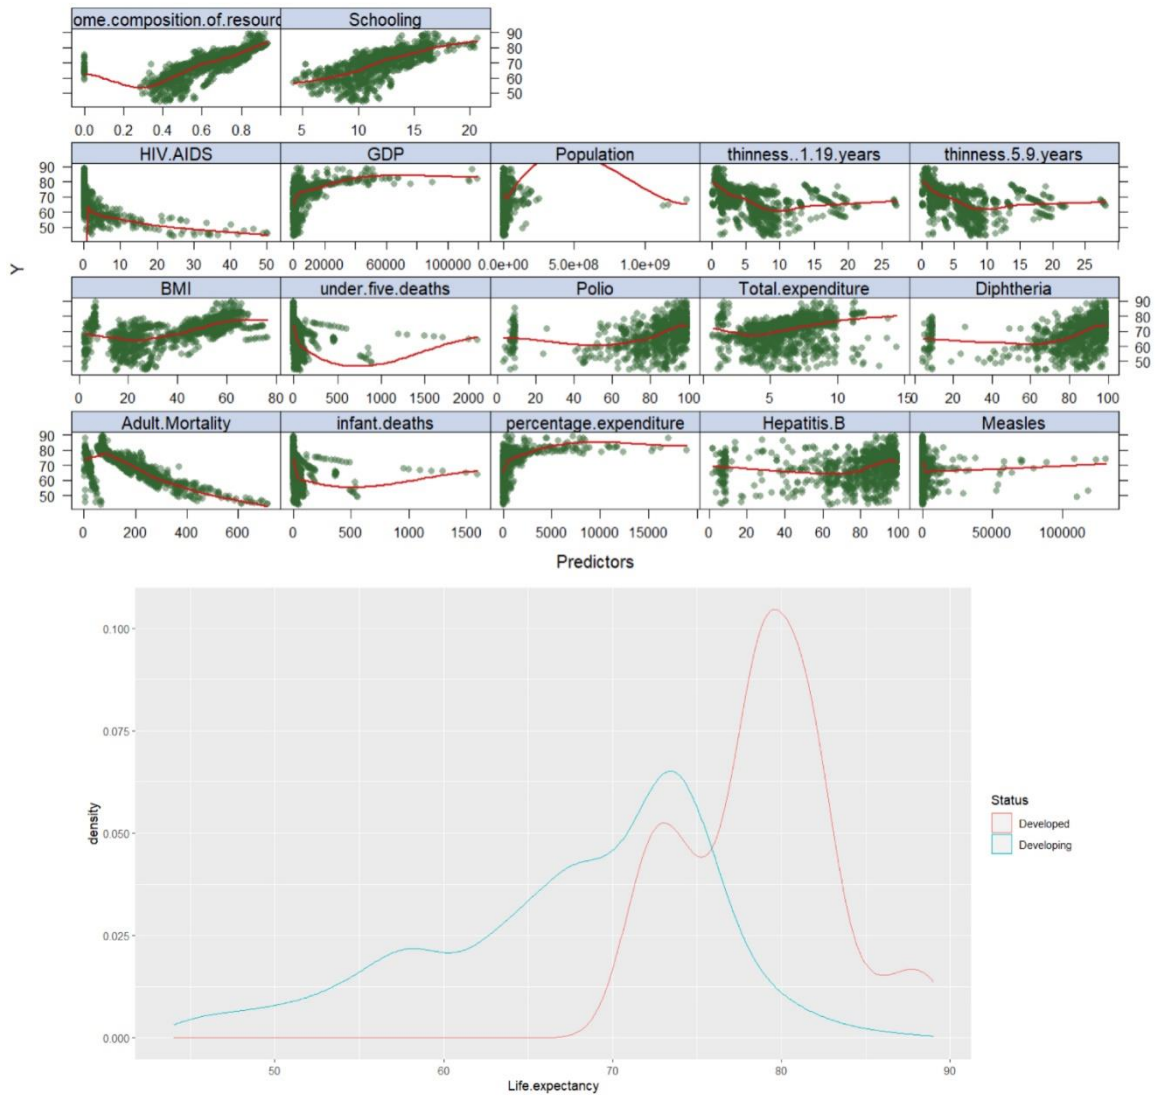 ome.composition.of.resourc Schooling
90
80
70
60
50
0.0 0.2 0.4 0.6 0.8 5 10 15 20
HIV.AIDS GDP Population thinness..1.19.years thinness.5.9.years
90
80
70
60
50
0 10 20 30 40 50 20000 60000 100000 0.0e+00 5.0e+08 1.0e+09 0 5 10 15 20 25 0 5 10 15 20 25
Y
BMI under.five.deaths Polio Total.expenditure Diphtheria
90
80
70
60
50
0 20 40 60 80 0 500 1000 1500 2000 0 20 40 60 80 100 5 10 15 0 20 40 60 80 100
Adult.Mortality infant.deaths percentage.expenditure Hepatitis.B Measles
90
80
70
60
50
0 200 400 600 0 500 1000 1500 0 5000 10000 15000 0 20 40 60 80 100 0 50000 100000
Predictors
0.100
0.075
density
0.050
0.025
0.000
50 60 70 80 90
Life.expectancy
Status
Developed
Developing